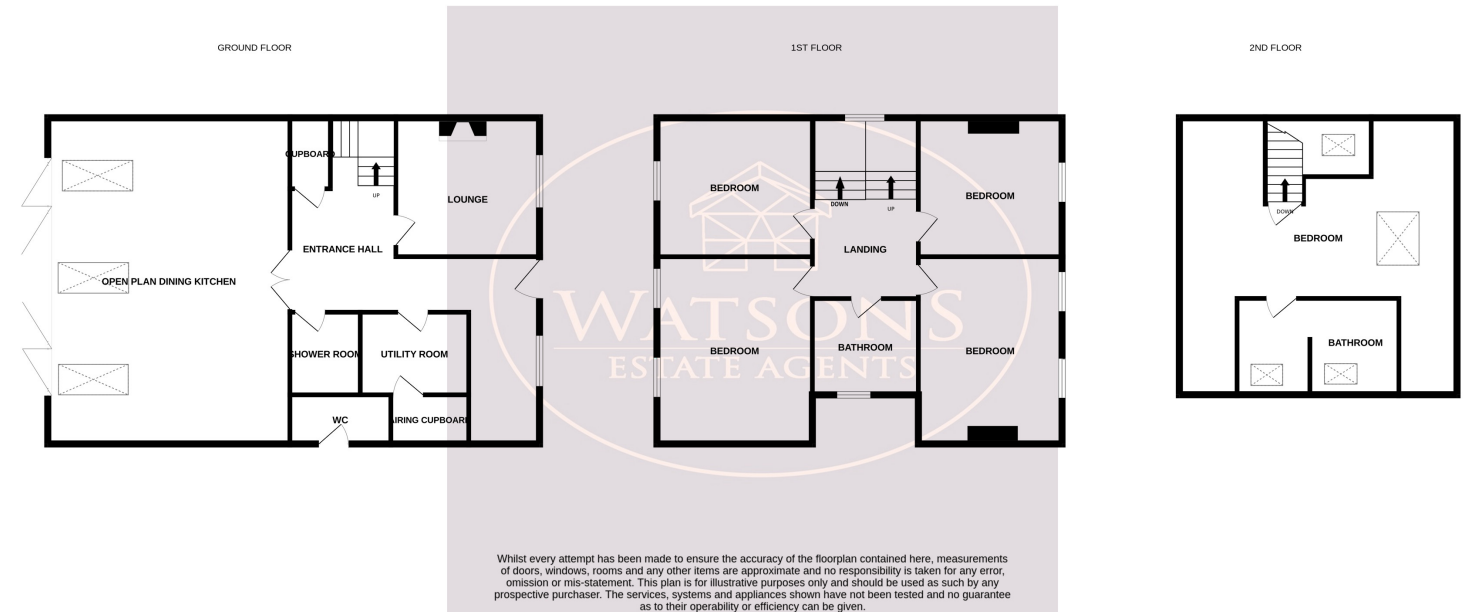 GROUND FLOOR
1ST FLOOR
2ND FLOOR
CUPBOARD
UP
LOUNGE
ENTRANCE HALL
OPEN PLAN DINING KITCHEN
SHOWER ROOM
UTILITY ROOM
WC
AIRING CUPBOARD
BEDROOM
BEDROOM
DOWN
UP
LANDING
BEDROOM
BATHROOM
BEDROOM
WATSONS
ESTATE AGENTS
DOWN
BEDROOM
BATHROOM
Whilst every attempt has been made to ensure the accuracy of the floorplan contained here, measurements
of doors, windows, rooms and any other items are approximate and no responsibility is taken for any error,
omission or mis-statement. This plan is for illustrative purposes only and should be used as such by any
prospective purchaser. The services, systems and appliances shown have not been tested and no guarantee
as to their operability or efficiency can be given.